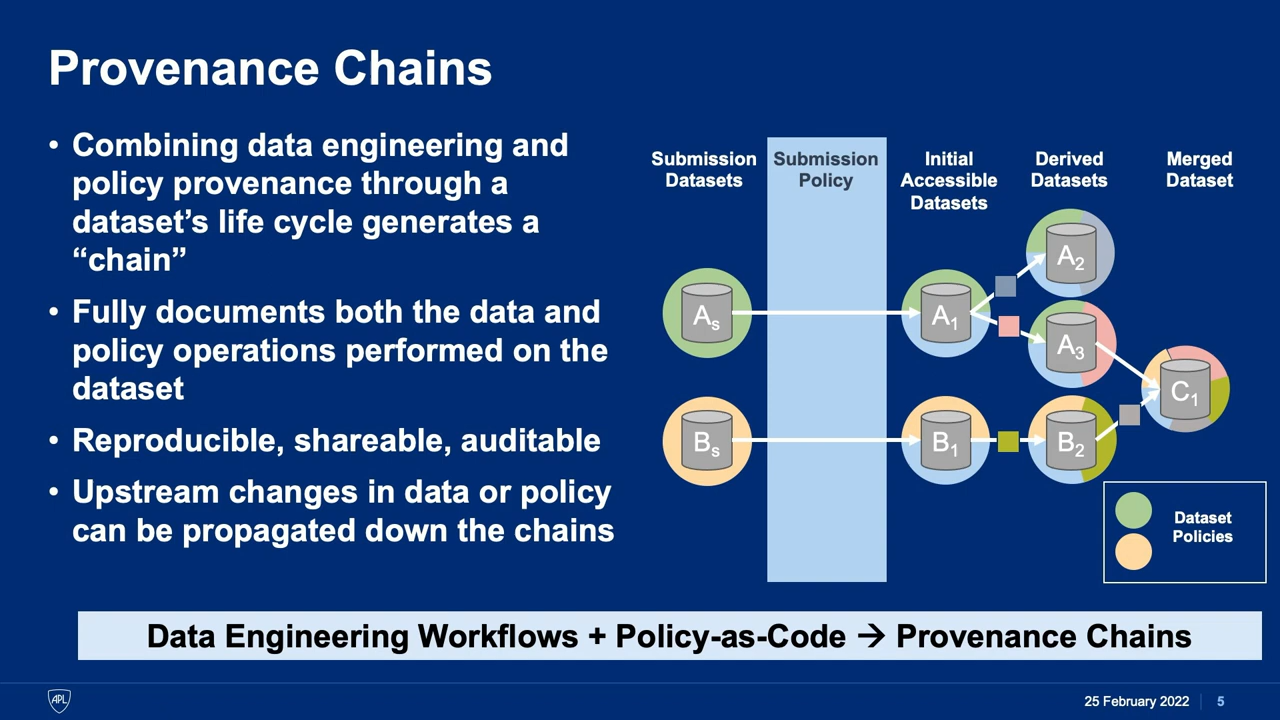 Provenance Chains
• Combining data engineering and
policy provenance through a
dataset’s life cycle generates a
“chain”
• Fully documents both the data and
policy operations performed on the
dataset
• Reproducible, shareable, auditable
• Upstream changes in data or policy
can be propagated down the chains
Submission
Datasets
Submission
Policy
Initial
Accessible
Datasets
Derived
Datasets
Merged
Dataset
A2
As
A1
A3
C1
Bs
B1
B2
Dataset
Policies
Data Engineering Workflows + Policy-as-Code → Provenance Chains
APL
25 February 2022
5